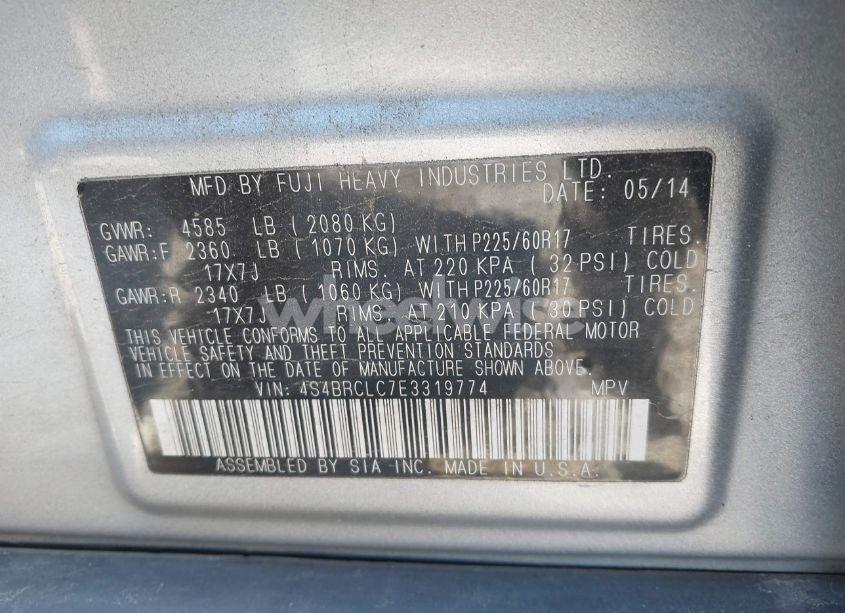 MFD BY FUJI HEAVY INDUSTRIES LTD.
DATE: 05/14
GVWR: 4585 LB (2080 KG)
GAWR:F 2360 LB (1070 KG) WITH P225/60R17 TIRES.
17X7J RIMS. AT 220 KPA (32 PSI) COLD
GAWR:R 2340 LB (1060 KG) WITH P225/60R17 TIRES.
17X7J RIMS. AT 210 KPA (30 PSI) COLD
THIS VEHICLE CONFORMS TO ALL APPLICABLE FEDERAL MOTOR
VEHICLE SAFETY AND THEFT PREVENTION STANDARDS
IN EFFECT ON THE DATE OF MANUFACTURE SHOWN ABOVE.
VIN: 4S4BRCLC7E3319774 MPV
ASSEMBLED BY SIA INC. MADE IN U.S.A.
wheelwise